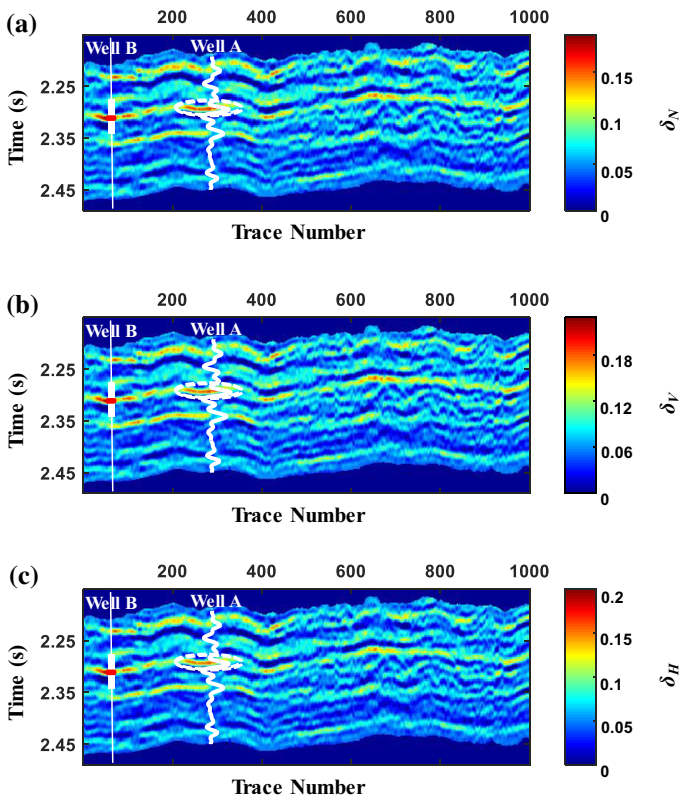 (a)
200 400 600 800 1000
Well B Well A
2.25
2.35
2.45
Time (s)
Trace Number
0.15
0.1
0.05
0
δN
(b)
200 400 600 800 1000
Well B Well A
2.25
2.35
2.45
Time (s)
Trace Number
0.18
0.12
0.06
0
δV
(c)
200 400 600 800 1000
Well B Well A
2.25
2.35
2.45
Time (s)
Trace Number
0.2
0.15
0.1
0.05
0
δH